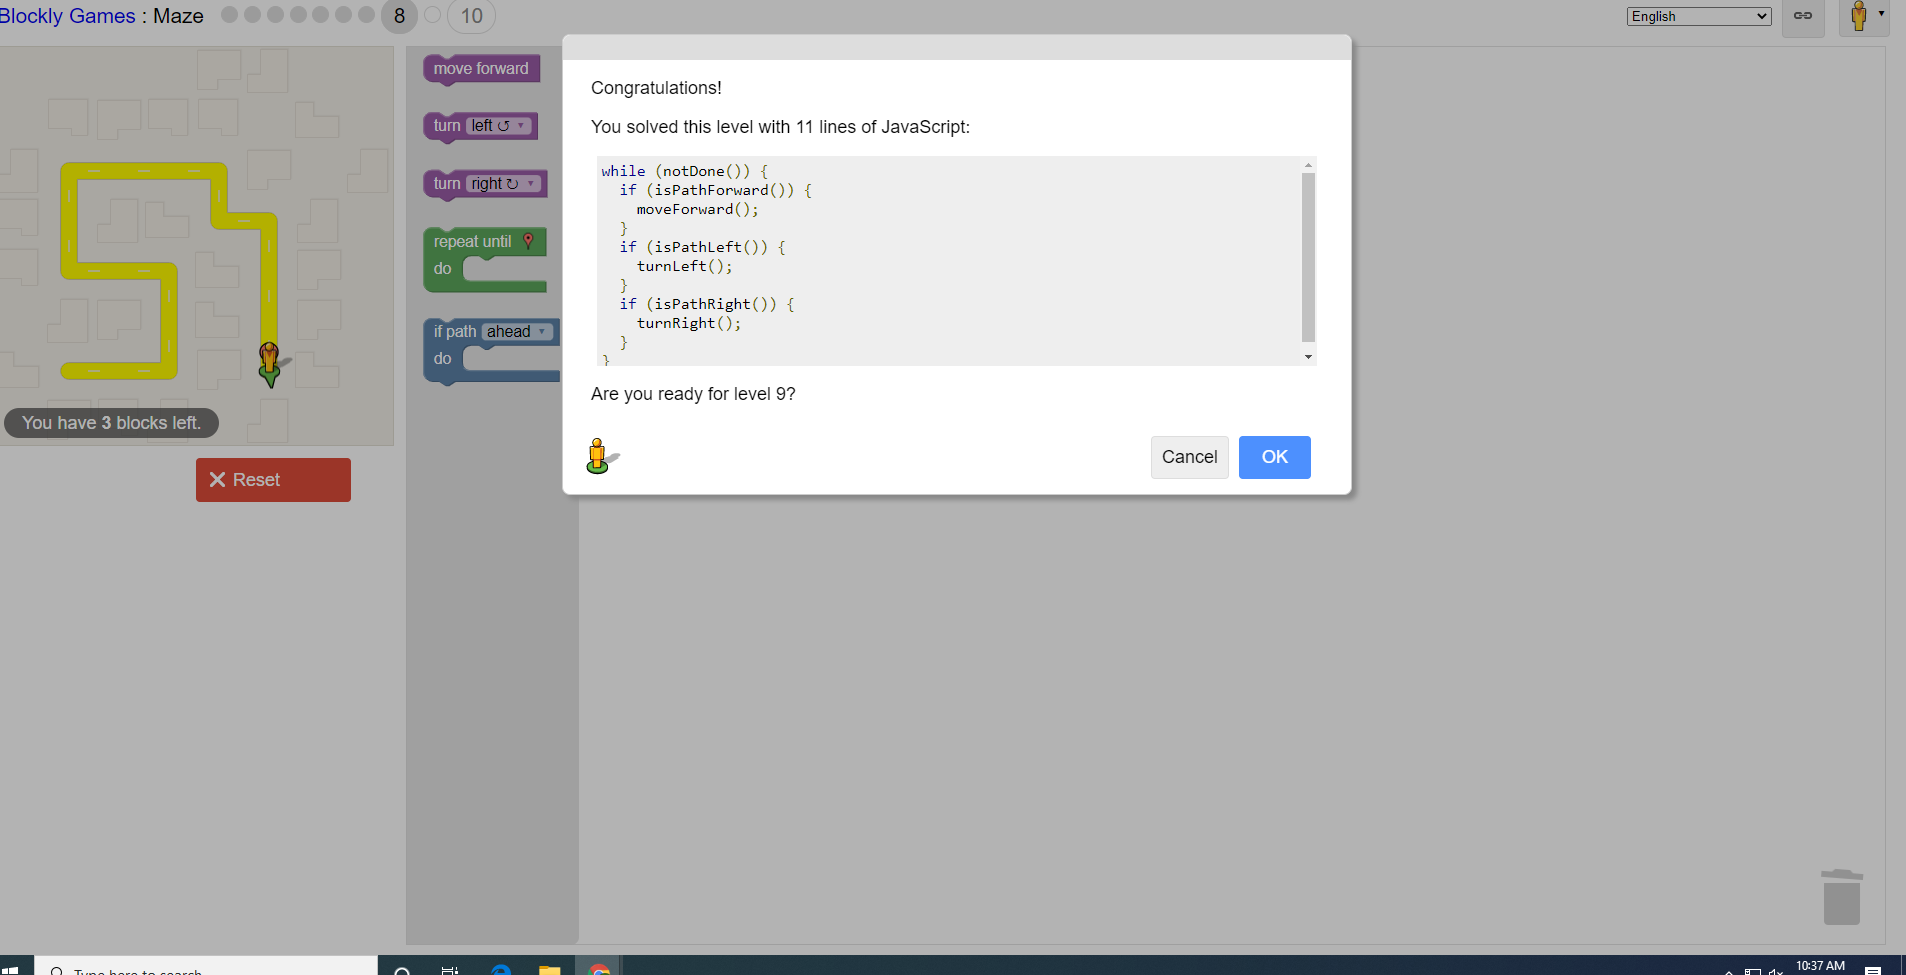 Blockly Games : Maze 8 10 English
move forward
turn left
turn right
repeat until
do
if path ahead
do
You have 3 blocks left.
Reset
Congratulations!
You solved this level with 11 lines of JavaScript:
while (notDone()) {
if (isPathForward()) {
moveForward();
}
if (isPathLeft()) {
turnLeft();
}
if (isPathRight()) {
turnRight();
}
}
Are you ready for level 9?
Cancel OK
Type here to search
10:37 AM